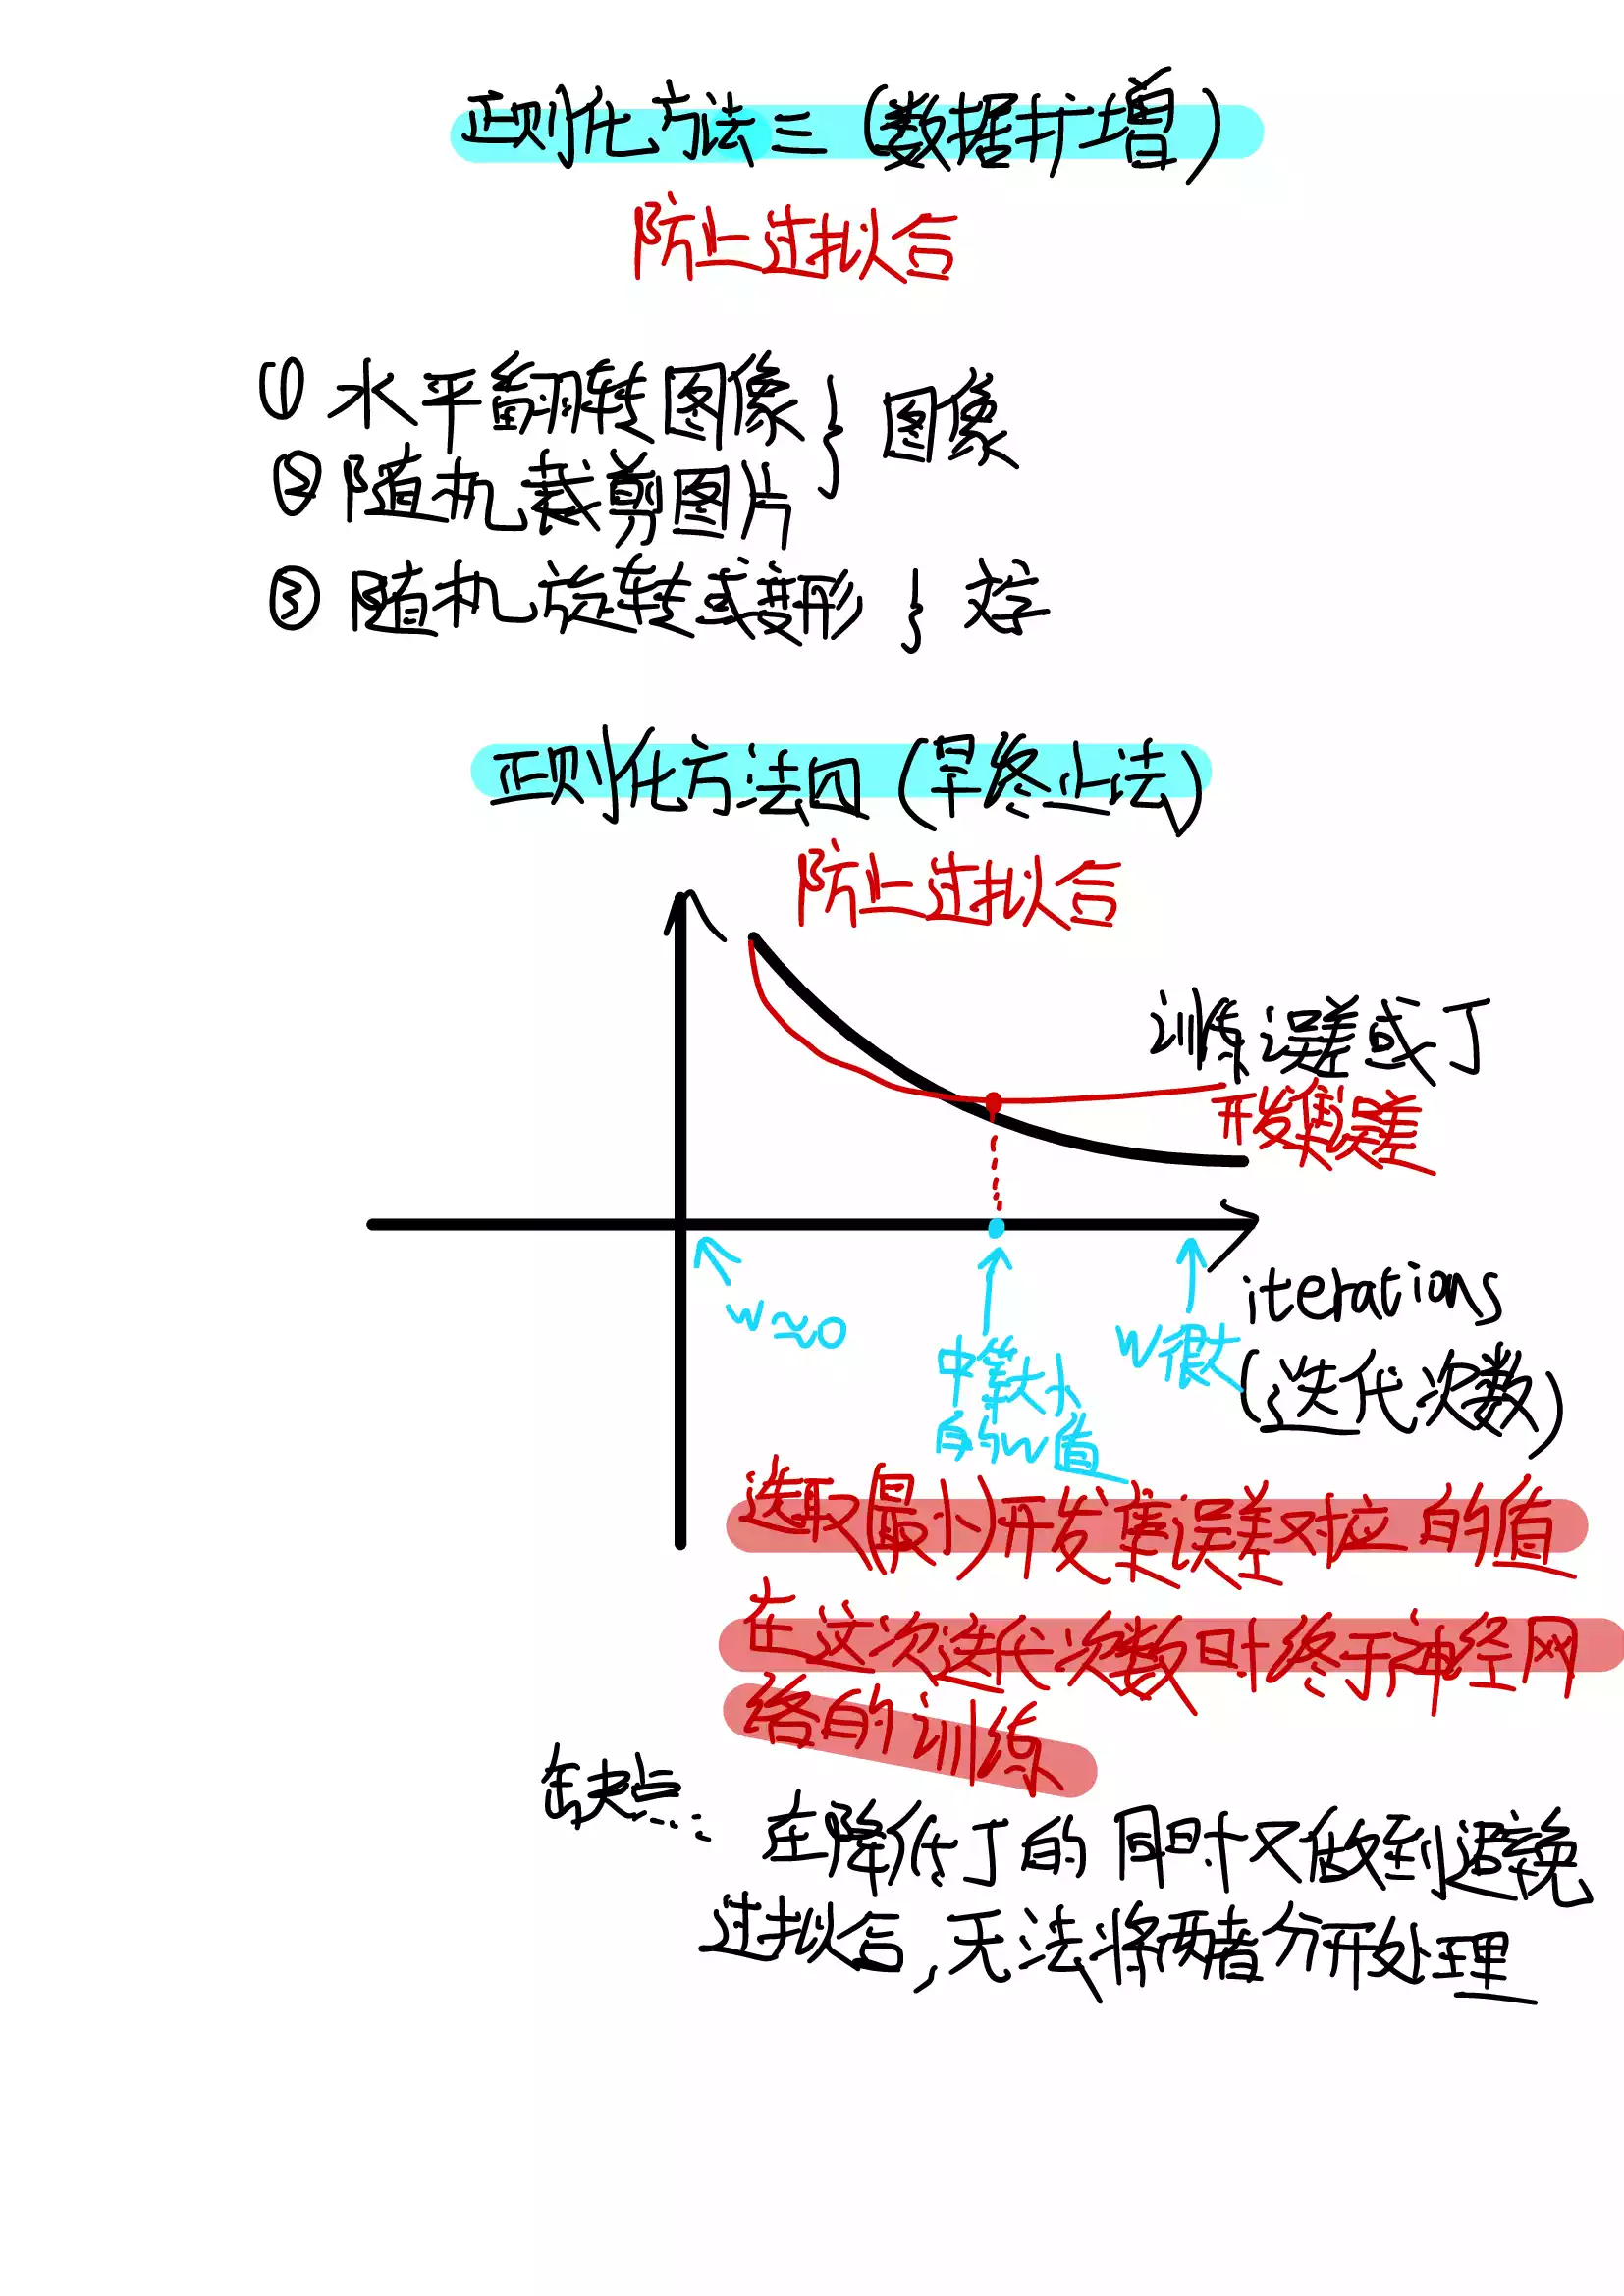 正则化方法三（数据扩增）
防止过拟合
① 水平翻转图像 } 图像
② 随机裁剪图片
③ 随机旋转或变形 } 文字
正则化方法四（早终止法）
防止过拟合
训练误差或J
开发集误差
iterations
（迭代次数）
w≈0
中等大小
的w值
w很大
选取（最小）开发集误差对应的值
在这次迭代次数时终于神经网
络的训练
缺点：
在降低J的同时又做到避免
过拟合，无法将两者分开处理